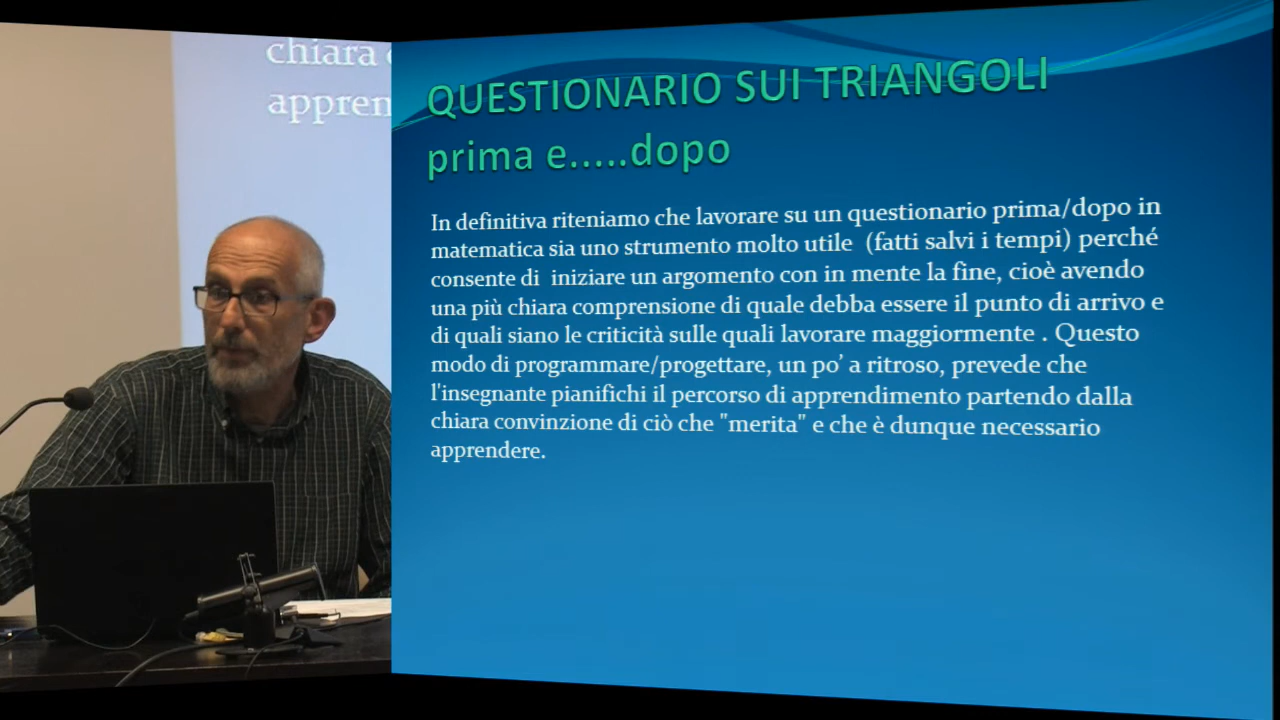 chiara
appren
QUESTIONARIO SUI TRIANGOLI
prima e.....dopo
In definitiva riteniamo che lavorare su un questionario prima/dopo in
matematica sia uno strumento molto utile  (fatti salvi i tempi) perché
consente di  iniziare un argomento con in mente la fine, cioè avendo
una più chiara comprensione di quale debba essere il punto di arrivo e
di quali siano le criticità sulle quali lavorare maggiormente . Questo
modo di programmare/progettare, un po’ a ritroso, prevede che
l'insegnante pianifichi il percorso di apprendimento partendo dalla
chiara convinzione di ciò che "merita" e che è dunque necessario
apprendere.